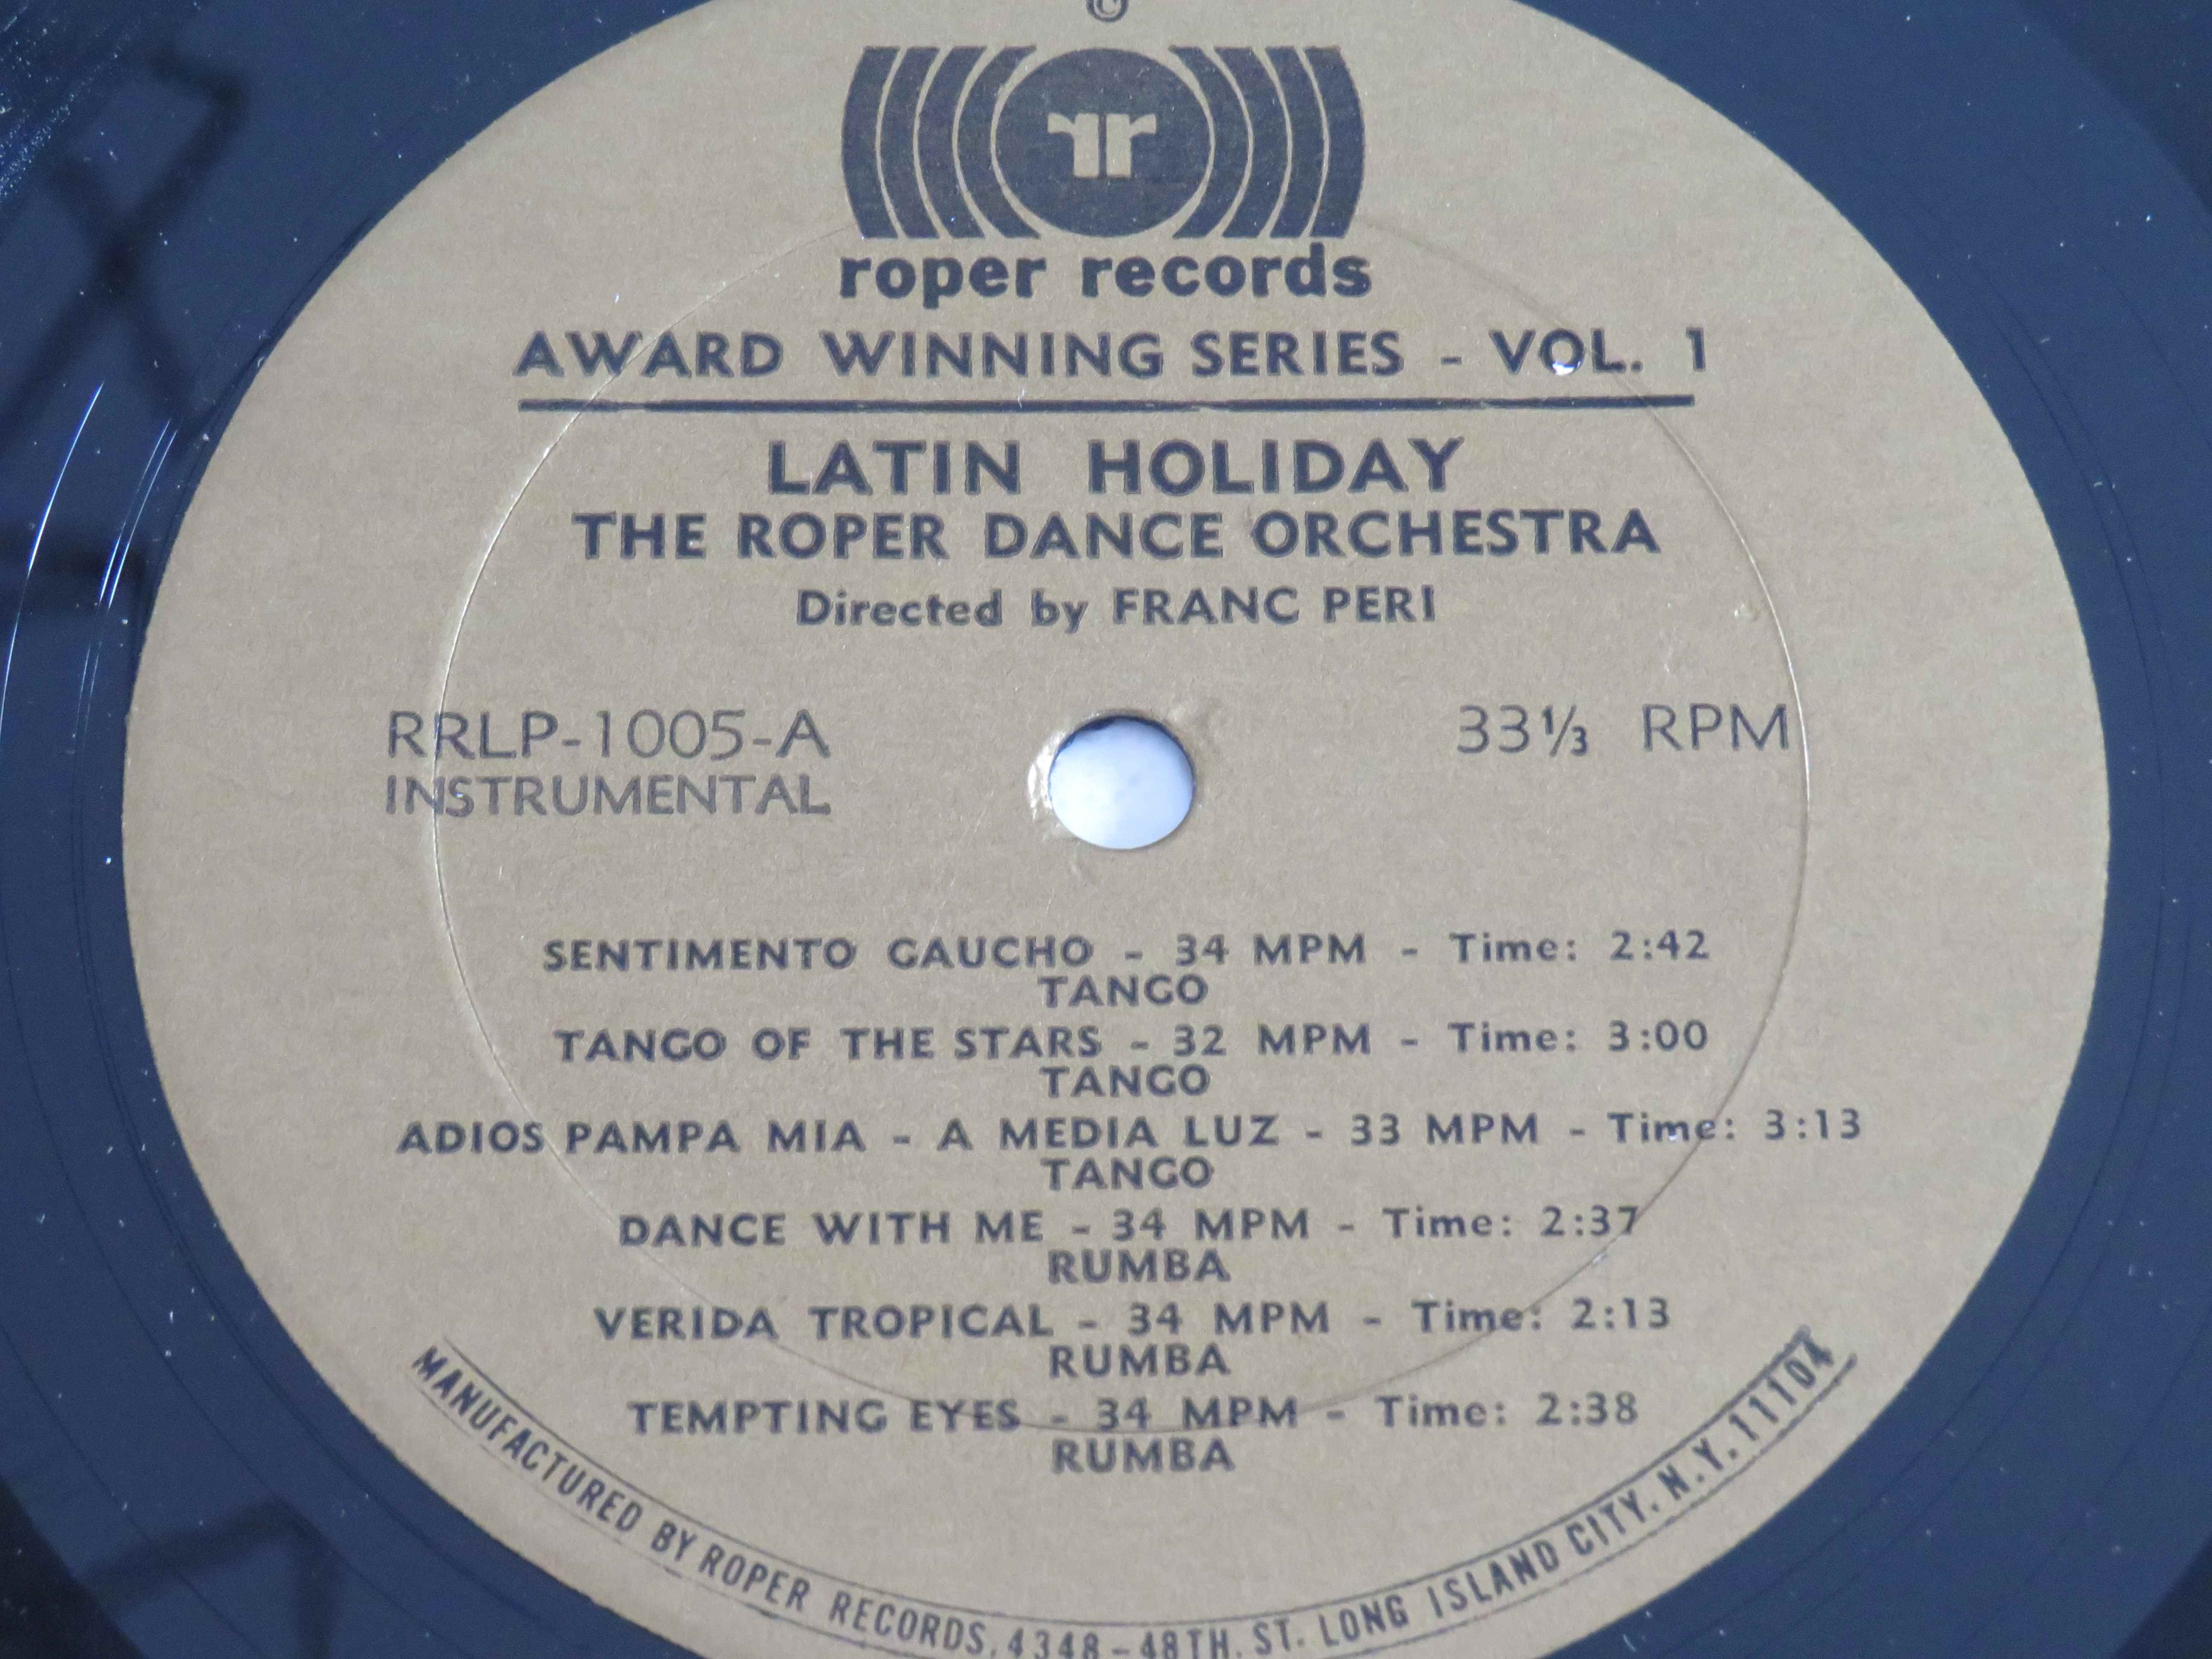 ©
rr
roper records
AWARD WINNING SERIES - VOL. 1
LATIN HOLIDAY
THE ROPER DANCE ORCHESTRA
Directed by FRANC PERI
RRLP-1005-A
INSTRUMENTAL
33⅓ RPM
SENTIMENTO GAUCHO - 34 MPM - Time: 2:42
TANGO
TANGO OF THE STARS - 32 MPM - Time: 3:00
TANGO
ADIOS PAMPA MIA - A MEDIA LUZ - 33 MPM - Time: 3:13
TANGO
DANCE WITH ME - 34 MPM - Time: 2:37
RUMBA
VERIDA TROPICAL - 34 MPM - Time: 2:13
RUMBA
TEMPTING EYES - 34 MPM - Time: 2:38
RUMBA
MANUFACTURED BY ROPER RECORDS, 4348-48TH. ST. LONG ISLAND CITY. N.Y. 11104